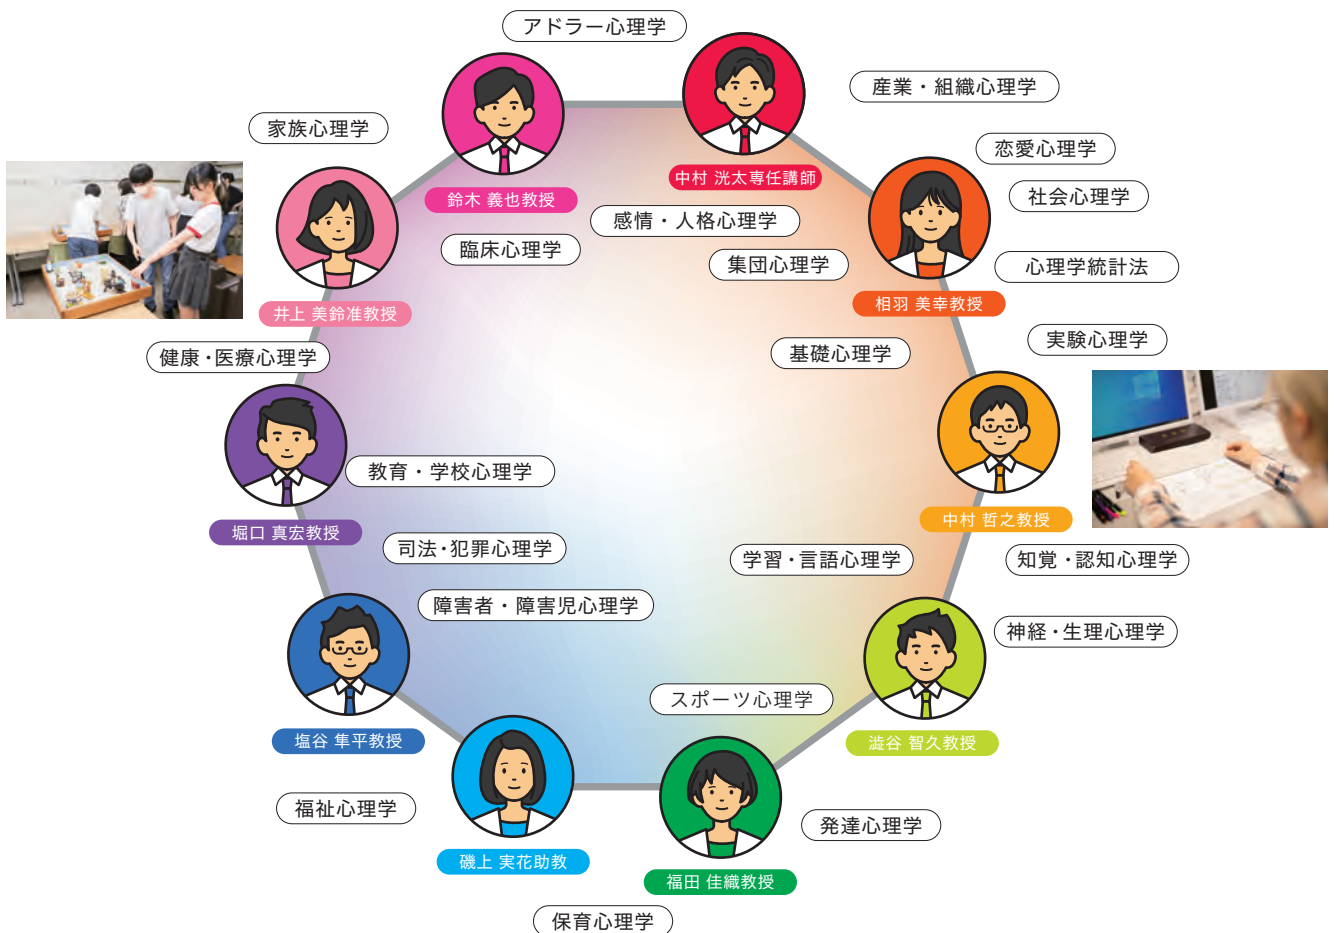 アドラー心理学
産業・組織心理学
家族心理学
恋愛心理学
中村 洸太専任講師
社会心理学
鈴木 義也教授
感情・人格心理学
臨床心理学
集団心理学
心理学統計法
相羽 美幸教授
井上 美鈴准教授
実験心理学
基礎心理学
健康・医療心理学
教育・学校心理学
中村 哲之教授
堀口 真宏教授
司法・犯罪心理学
学習・言語心理学
知覚・認知心理学
障害者・障害児心理学
神経・生理心理学
スポーツ心理学
塩谷 隼平教授
澁谷 智久教授
福祉心理学
発達心理学
磯上 実花助教
福田 佳織教授
保育心理学